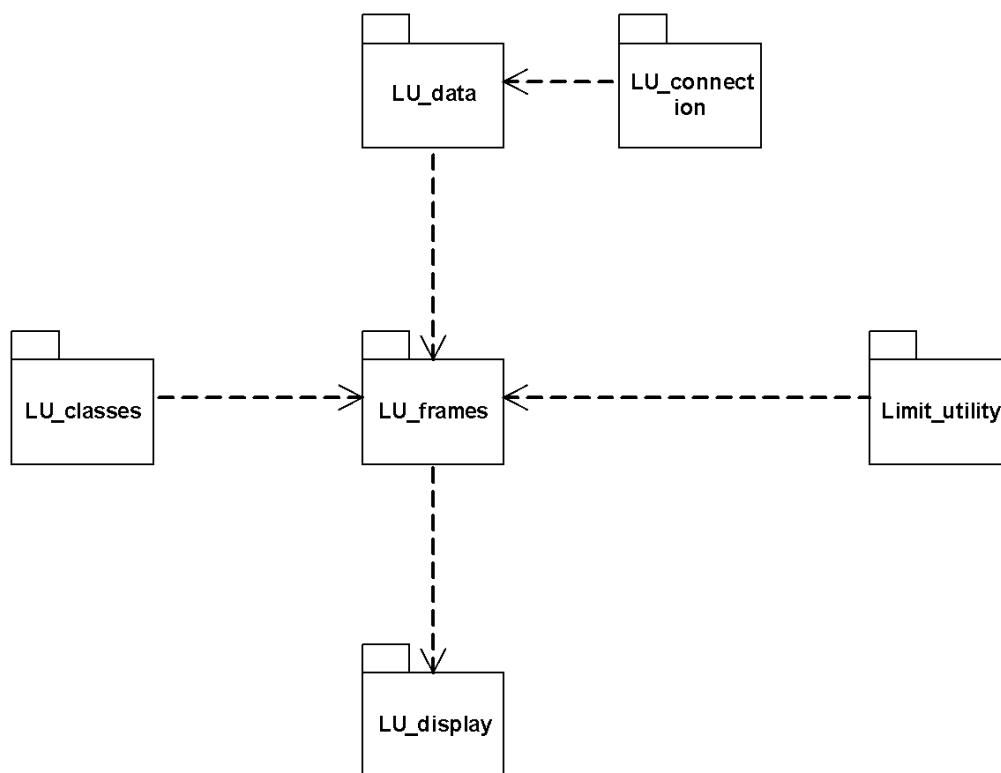 LU_data
LU_connect
ion
LU_classes
LU_frames
Limit_utility
LU_display